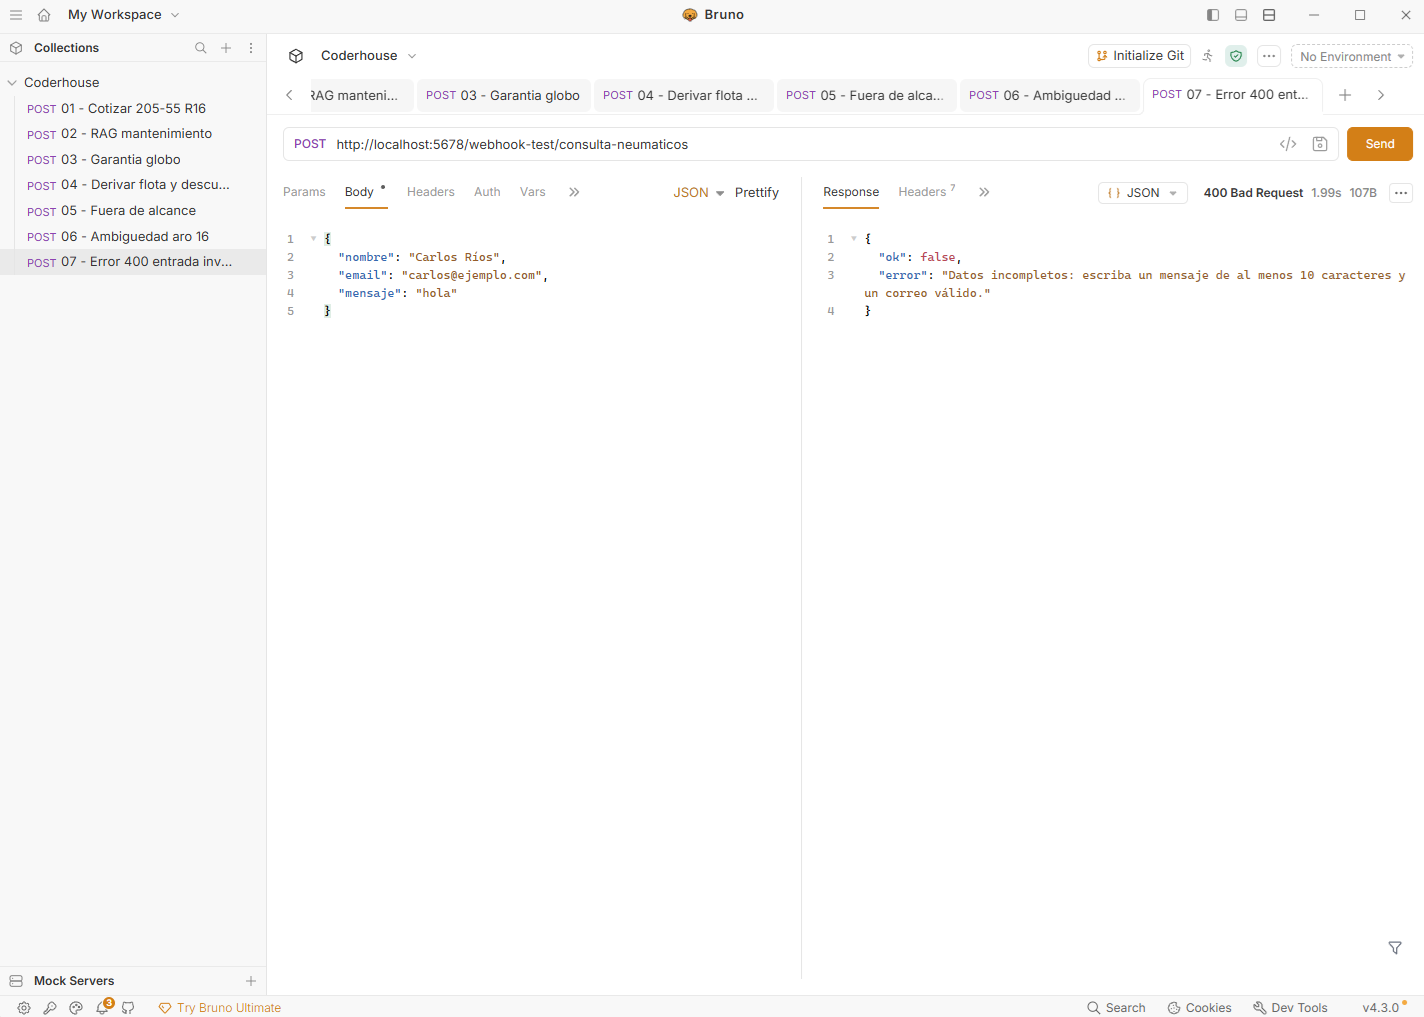 My Workspace
Bruno
Collections
Coderhouse
POST 01 - Cotizar 205-55 R16
POST 02 - RAG mantenimiento
POST 03 - Garantia globo
POST 04 - Derivar flota y descu...
POST 05 - Fuera de alcance
POST 06 - Ambiguedad aro 16
POST 07 - Error 400 entrada inv...
Coderhouse
Initialize Git
No Environment
RAG manteni...
POST 03 - Garantia globo
POST 04 - Derivar flota ...
POST 05 - Fuera de alca...
POST 06 - Ambiguedad ...
POST 07 - Error 400 ent...
POST http://localhost:5678/webhook-test/consulta-neumaticos
Send
Params Body Headers Auth Vars
JSON Prettify
1 {
2 "nombre": "Carlos Ríos",
3 "email": "carlos@ejemplo.com",
4 "mensaje": "hola"
5 }
Response Headers 7
{ } JSON
400 Bad Request 1.99s 107B
1 {
2 "ok": false,
3 "error": "Datos incompletos: escriba un mensaje de al menos 10 caracteres y
un correo válido."
4 }
Mock Servers
3
Try Bruno Ultimate
Search
Cookies
Dev Tools
v4.3.0